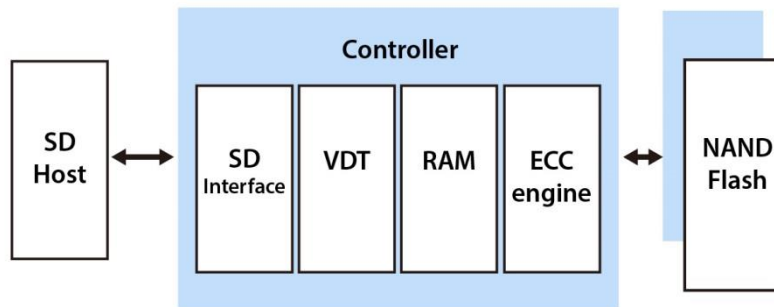 Controller
SD
Host
SD
Interface
VDT
RAM
ECC
engine
NAND
Flash